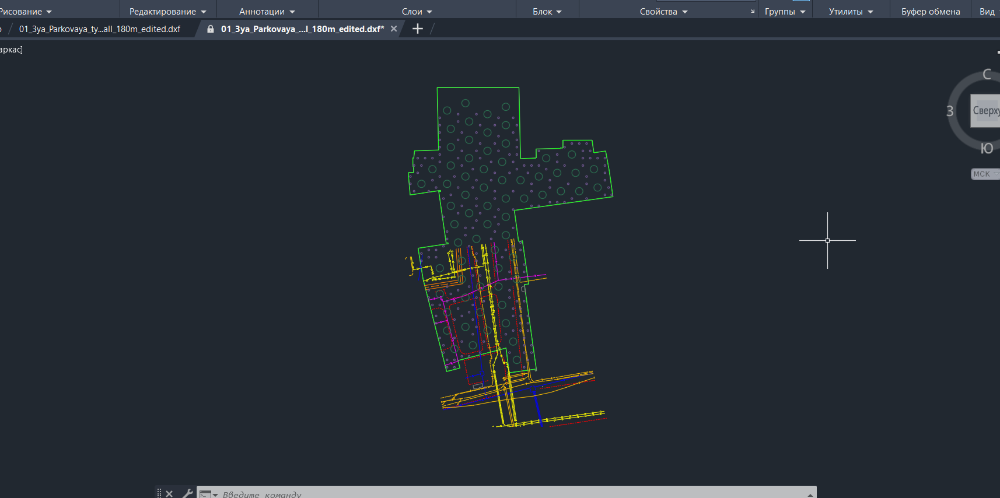 Рисование Редактирование Аннотации Слои Блок Свойства Группы Утилиты Буфер обмена Вид
01_3ya_Parkovaya_ty...all_180m_edited.dxf 01_3ya_Parkovaya_...l_180m_edited.dxf*
аркас]
С
З Сверху
Ю
МСК
Введите команду